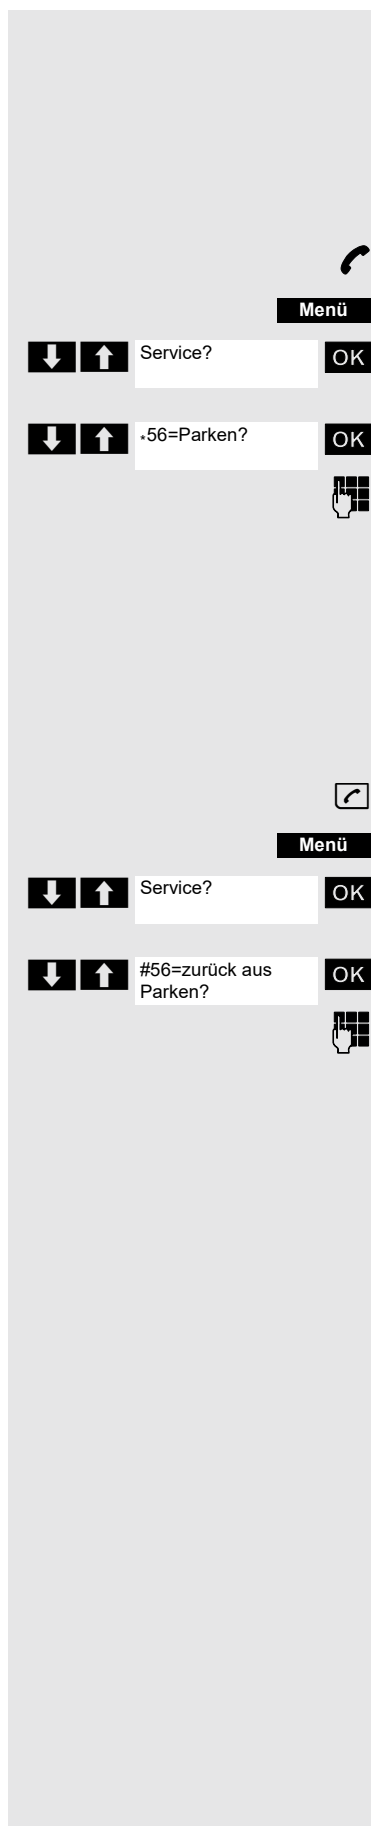 Menü
Service? OK
*56=Parken? OK
Menü
Service? OK
#56=zurück aus OK
Parken?